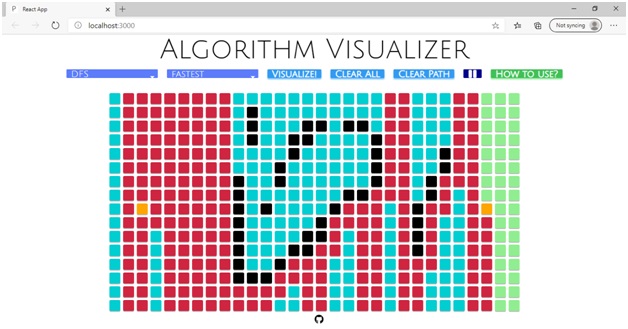 React App
localhost:3000
Not syncing
ALGORITHM VISUALIZER
DFS
FASTEST
VISUALIZE!
CLEAR ALL
CLEAR PATH
HOW TO USE?